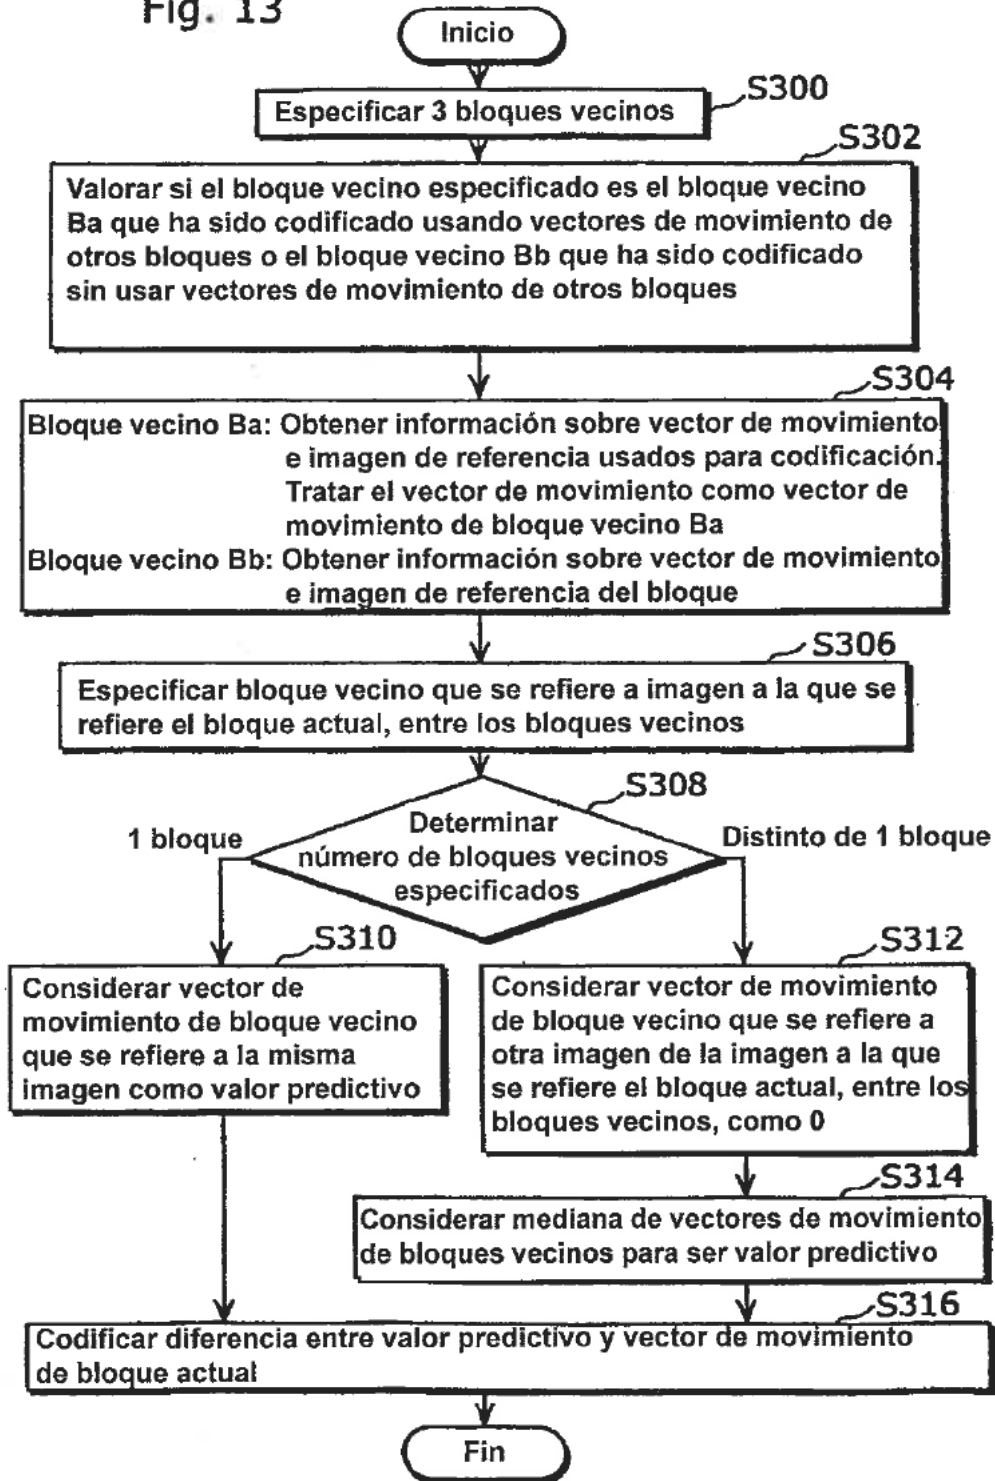 Fig. 13
Inicio
S300
Especificar 3 bloques vecinos
S302
Valorar si el bloque vecino especificado es el bloque vecino
Ba que ha sido codificado usando vectores de movimiento de
otros bloques o el bloque vecino Bb que ha sido codificado
sin usar vectores de movimiento de otros bloques
S304
Bloque vecino Ba: Obtener información sobre vector de movimiento
e imagen de referencia usados para codificación.
Tratar el vector de movimiento como vector de
movimiento de bloque vecino Ba
Bloque vecino Bb: Obtener información sobre vector de movimiento
e imagen de referencia del bloque
S306
Especificar bloque vecino que se refiere a imagen a la que se
refiere el bloque actual, entre los bloques vecinos
S308
Determinar
número de bloques vecinos
especificados
1 bloque
Distinto de 1 bloque
S310
Considerar vector de
movimiento de bloque vecino
que se refiere a la misma
imagen como valor predictivo
S312
Considerar vector de movimiento
de bloque vecino que se refiere a
otra imagen de la imagen a la que
se refiere el bloque actual, entre los
bloques vecinos, como 0
S314
Considerar mediana de vectores de movimiento
de bloques vecinos para ser valor predictivo
S316
Codificar diferencia entre valor predictivo y vector de movimiento
de bloque actual
Fin